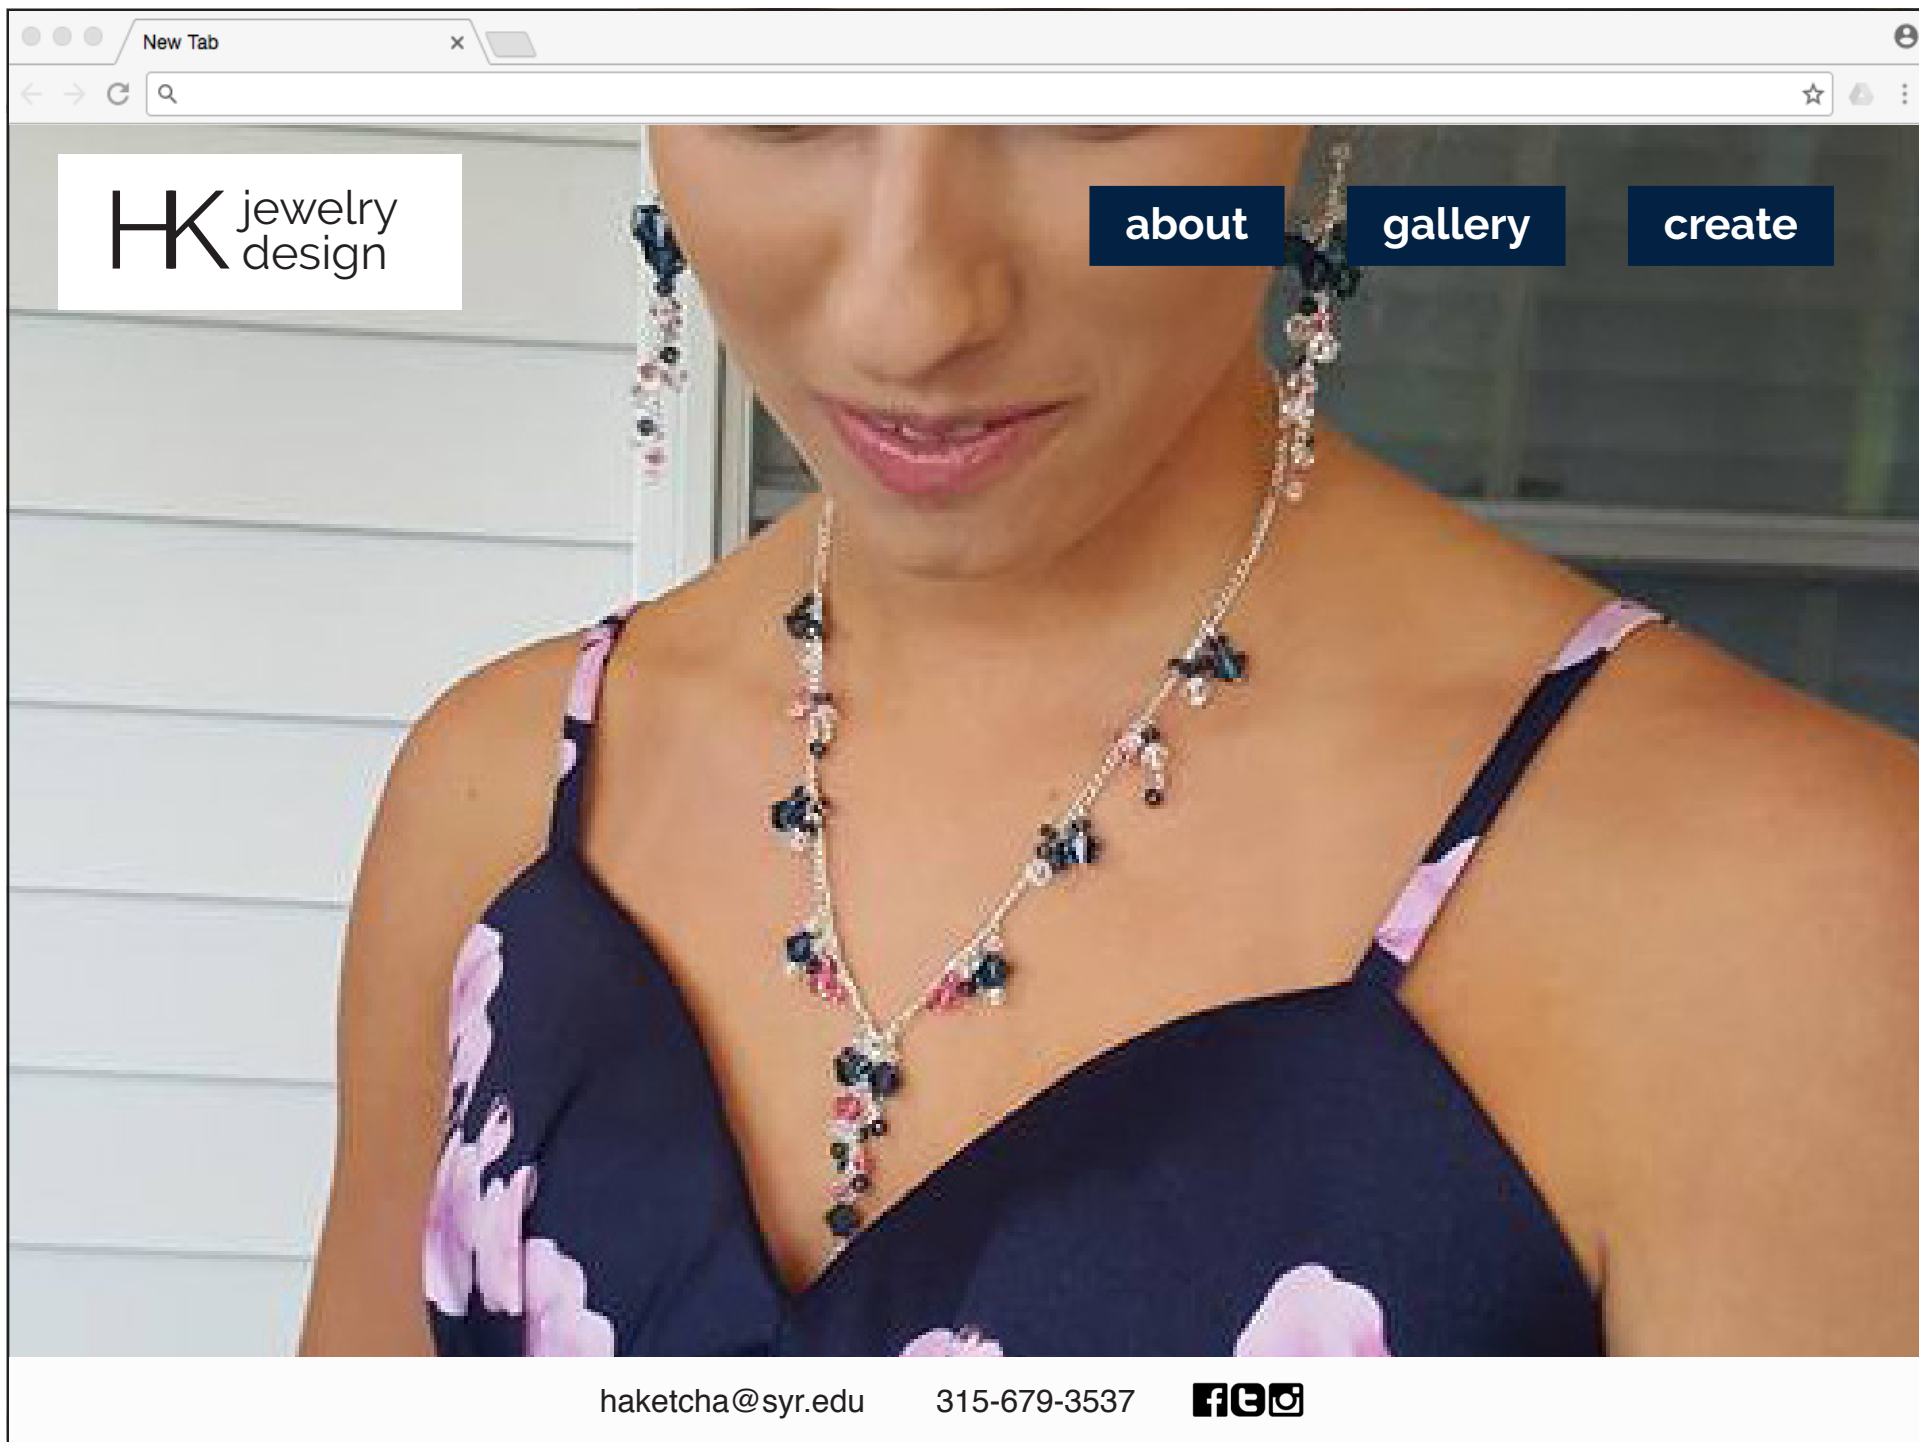 New Tab
HK jewelry
design
about gallery create
haketcha@syr.edu 315-679-3537